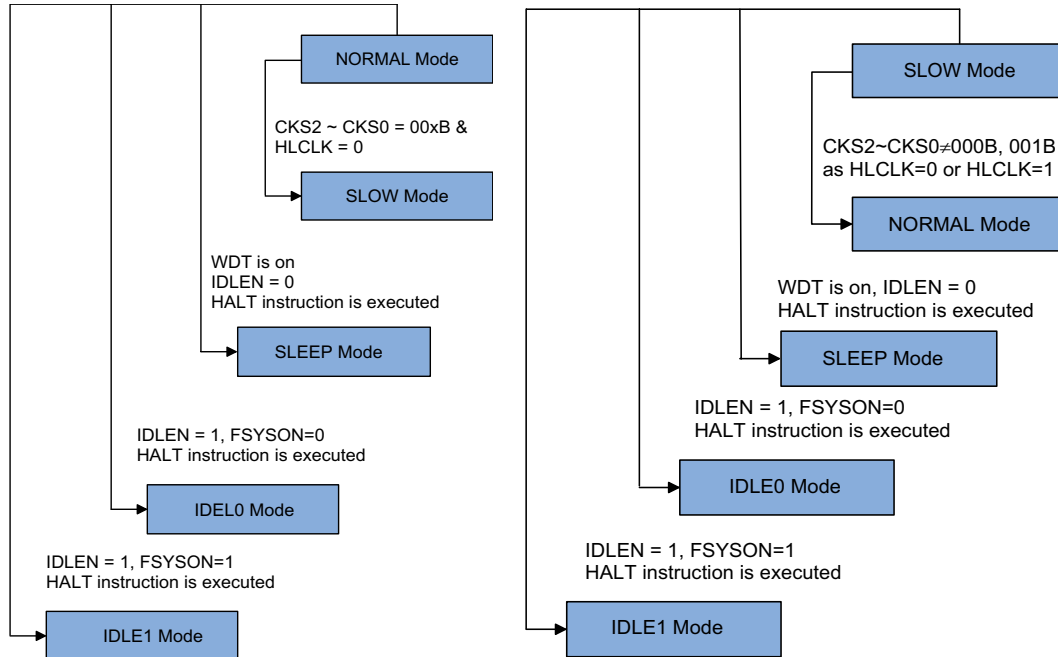 NORMAL Mode
CKS2 ~ CKS0 = 00xB &
HLCLK = 0
SLOW Mode
WDT is on
IDLEN = 0
HALT instruction is executed
SLEEP Mode
IDLEN = 1, FSYSON=0
HALT instruction is executed
IDEL0 Mode
IDLEN = 1, FSYSON=1
HALT instruction is executed
IDLE1 Mode
SLOW Mode
CKS2~CKS0≠000B, 001B
as HLCLK=0 or HLCLK=1
NORMAL Mode
WDT is on, IDLEN = 0
HALT instruction is executed
SLEEP Mode
IDLEN = 1, FSYSON=0
HALT instruction is executed
IDLE0 Mode
IDLEN = 1, FSYSON=1
HALT instruction is executed
IDLE1 Mode